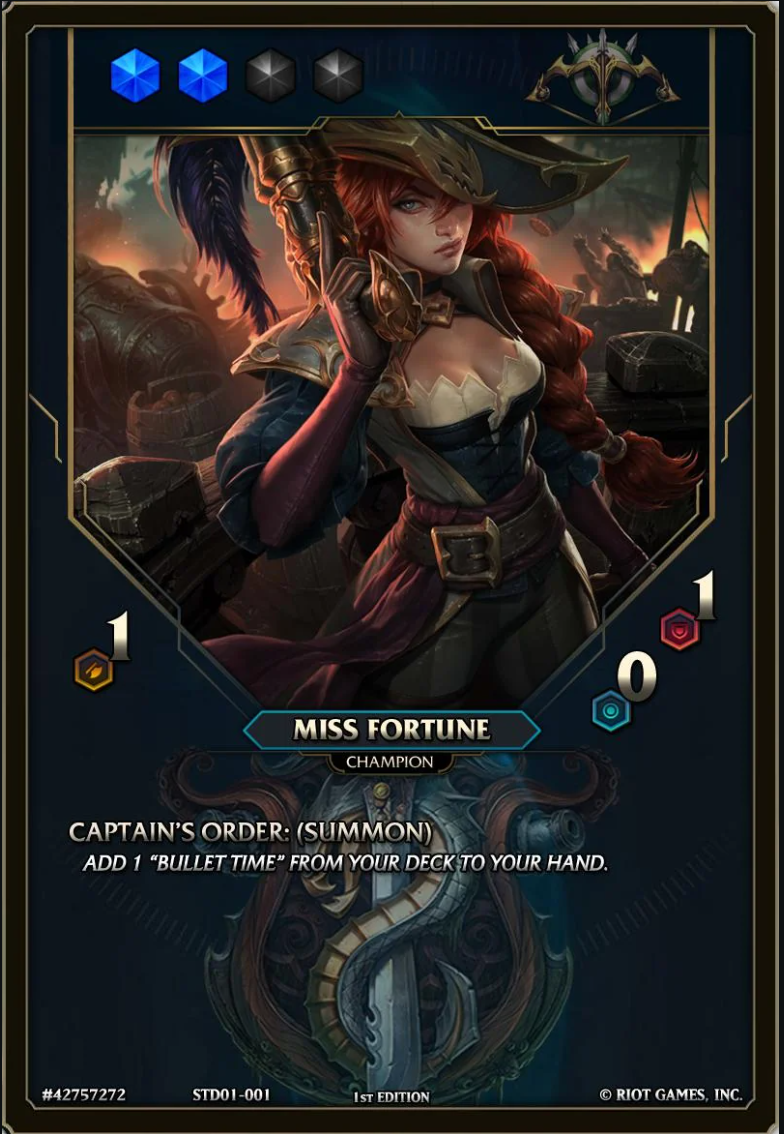 1
1
0
MISS FORTUNE
CHAMPION
CAPTAIN'S ORDER: (SUMMON)
ADD 1 “BULLET TIME” FROM YOUR DECK TO YOUR HAND.
#42757272 STD01-001 1ST EDITION © RIOT GAMES, INC.